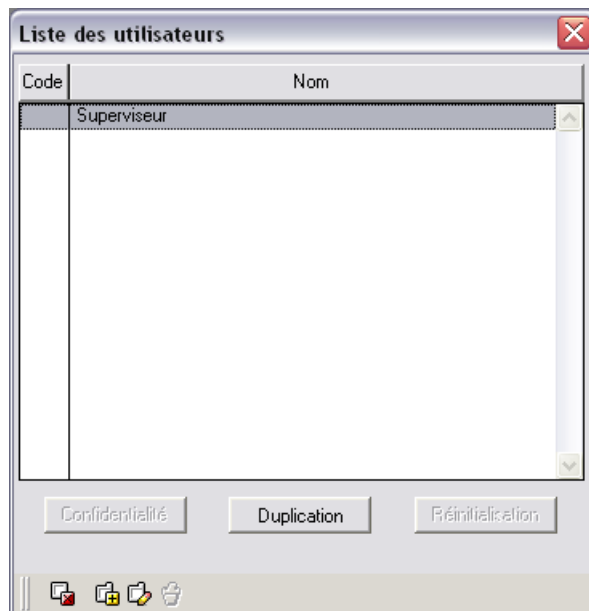 Liste des utilisateurs
Code Nom
Superviseur
Confidentialité Duplication Réinitialisation